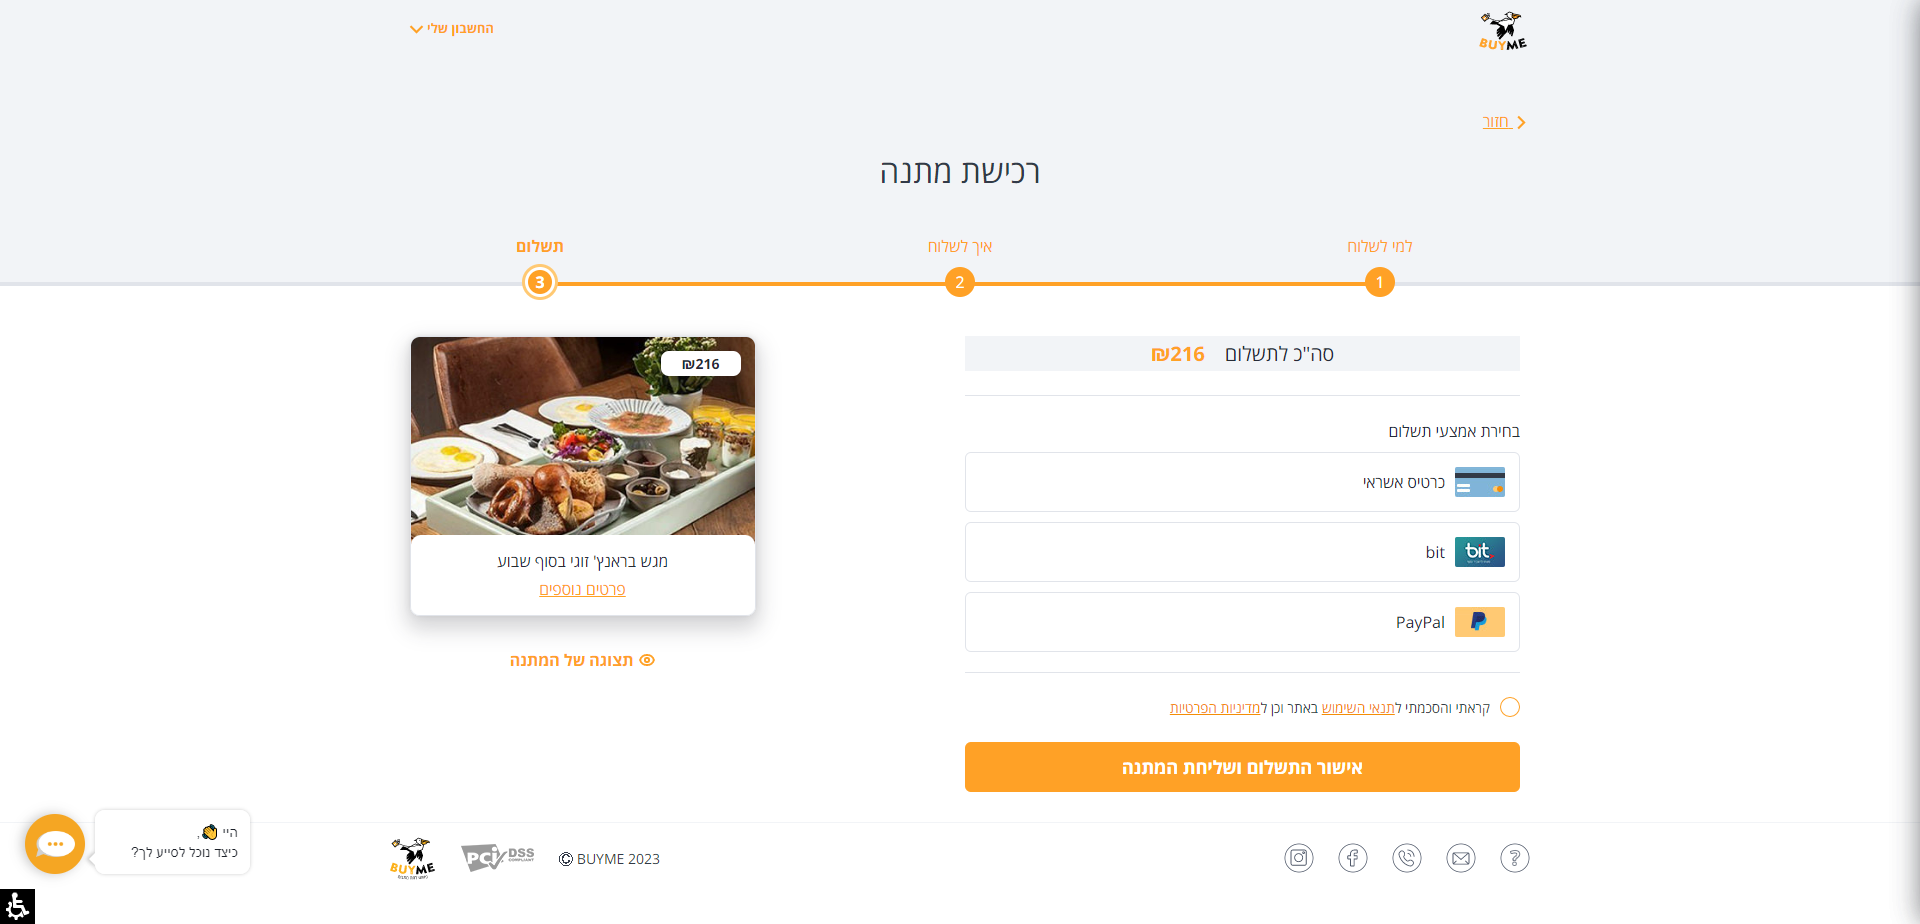 BUYME
החשבון שלי
חזור
רכישת מתנה
למי לשלוח
איך לשלוח
תשלום
1
2
3
סה"כ לתשלום ₪216
בחירת אמצעי תשלום
כרטיס אשראי
bit
bit
PayPal
קראתי והסכמתי לתנאי השימוש באתר וכן למדיניות הפרטיות
אישור התשלום ושליחת המתנה
₪216
מגש בראנץ' זוגי בסוף שבוע
פרטים נוספים
תצוגה של המתנה
היי 👏,
כיצד נוכל לסייע לך?
BUYME
PCI DSS
COMPLIANT
© BUYME 2023